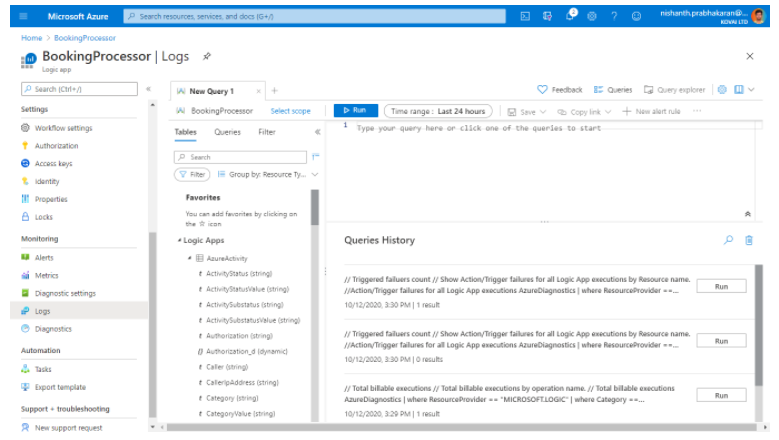 Microsoft Azure
Search resources, services, and docs (G+/)
nishanth.prabhakaran@...
KOVAI LTD
Home > BookingProcessor
BookingProcessor | Logs
Logic app
Search (Ctrl+/)
Settings
Workflow settings
Authorization
Access keys
Identity
Properties
Locks
Monitoring
Alerts
Metrics
Diagnostic settings
Logs
Diagnostics
Automation
Tasks
Export template
Support + troubleshooting
New support request
New Query 1
Feedback
Queries
Query explorer
BookingProcessor
Select scope
Run
Time range : Last 24 hours
Save
Copy link
New alert rule
Tables
Queries
Filter
Search
Filter
Group by: Resource Ty...
Favorites
You can add favorites by clicking on
the ☆ icon
Logic Apps
AzureActivity
t ActivityStatus (string)
t ActivityStatusValue (string)
t ActivitySubstatus (string)
t ActivitySubstatusValue (string)
t Authorization (string)
{} Authorization_d (dynamic)
t Caller (string)
t CallerIpAddress (string)
t Category (string)
t CategoryValue (string)
1 Type your query here or click one of the queries to start
Queries History
// Triggered failuers count // Show Action/Trigger failures for all Logic App executions by Resource name.
//Action/Trigger failures for all Logic App executions AzureDiagnostics | where ResourceProvider ==...
Run
10/12/2020, 3:30 PM | 1 result
// Triggered failuers count // Show Action/Trigger failures for all Logic App executions by Resource name.
//Action/Trigger failures for all Logic App executions AzureDiagnostics | where ResourceProvider ==...
Run
10/12/2020, 3:30 PM | 0 results
// Total billable executions // Total billable executions by operation name. // Total billable executions
AzureDiagnostics | where ResourceProvider == "MICROSOFT.LOGIC" | where Category ==...
Run
10/12/2020, 3:29 PM | 1 result